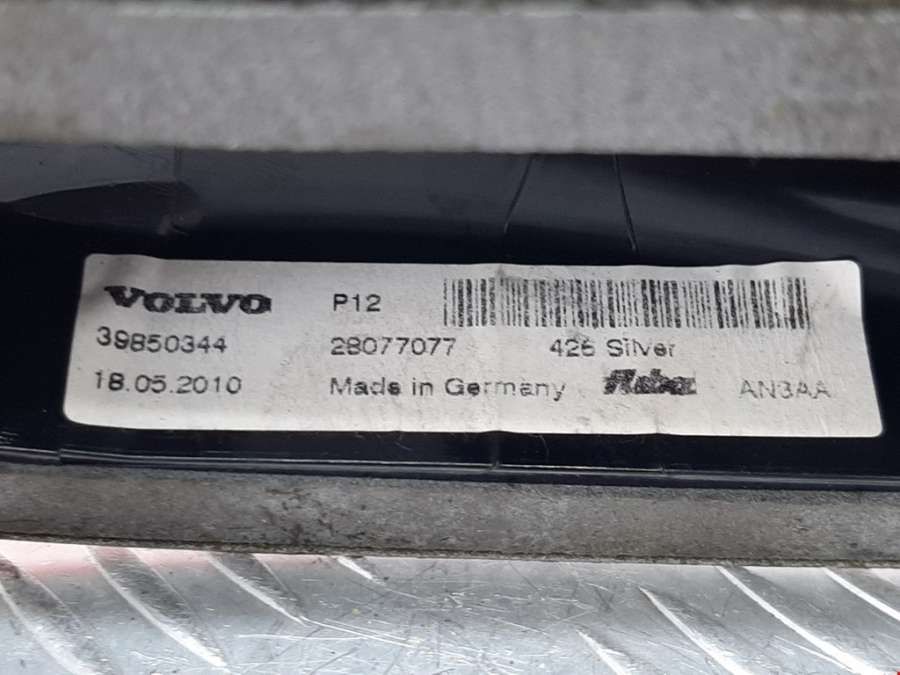 VOLVO P12
39850344 28077077 426 Silver
18.05.2010 Made in Germany AN3AA